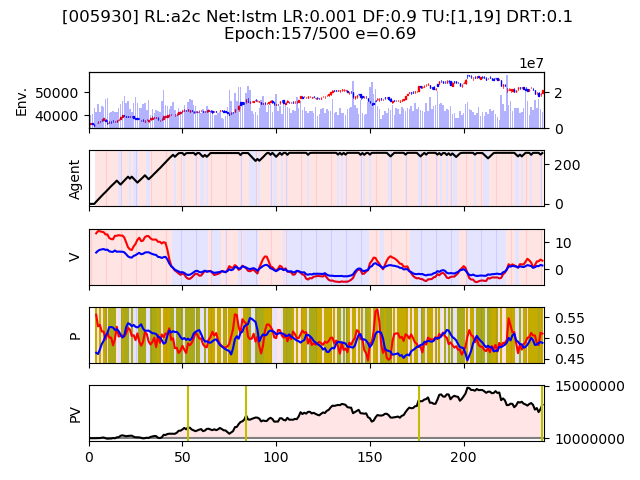 [005930] RL:a2c Net:lstm LR:0.001 DF:0.9 TU:[1,19] DRT:0.1
Epoch:157/500 e=0.69
1e7
Env.
50000
40000
2
0
Agent
200
0
V
10
0
P
0.55
0.50
0.45
PV
15000000
10000000
0
50
100
150
200